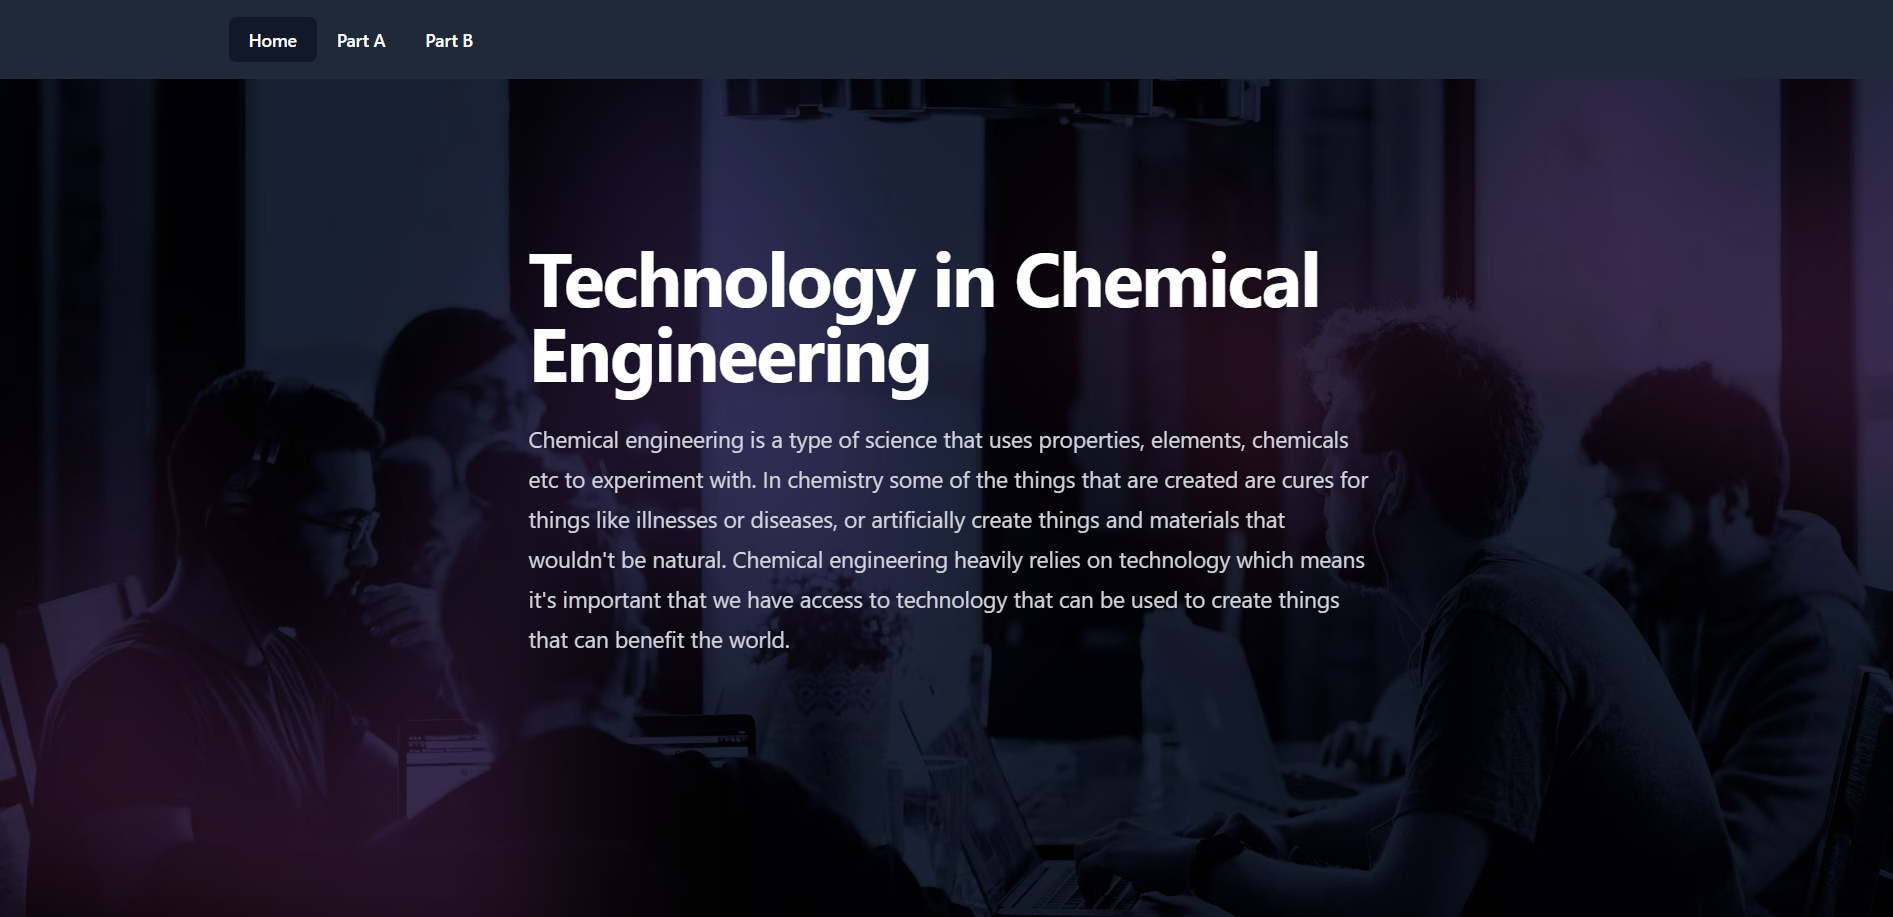 Home Part A Part B
Technology in Chemical
Engineering
Chemical engineering is a type of science that uses properties, elements, chemicals
etc to experiment with. In chemistry some of the things that are created are cures for
things like illnesses or diseases, or artificially create things and materials that
wouldn't be natural. Chemical engineering heavily relies on technology which means
it's important that we have access to technology that can be used to create things
that can benefit the world.